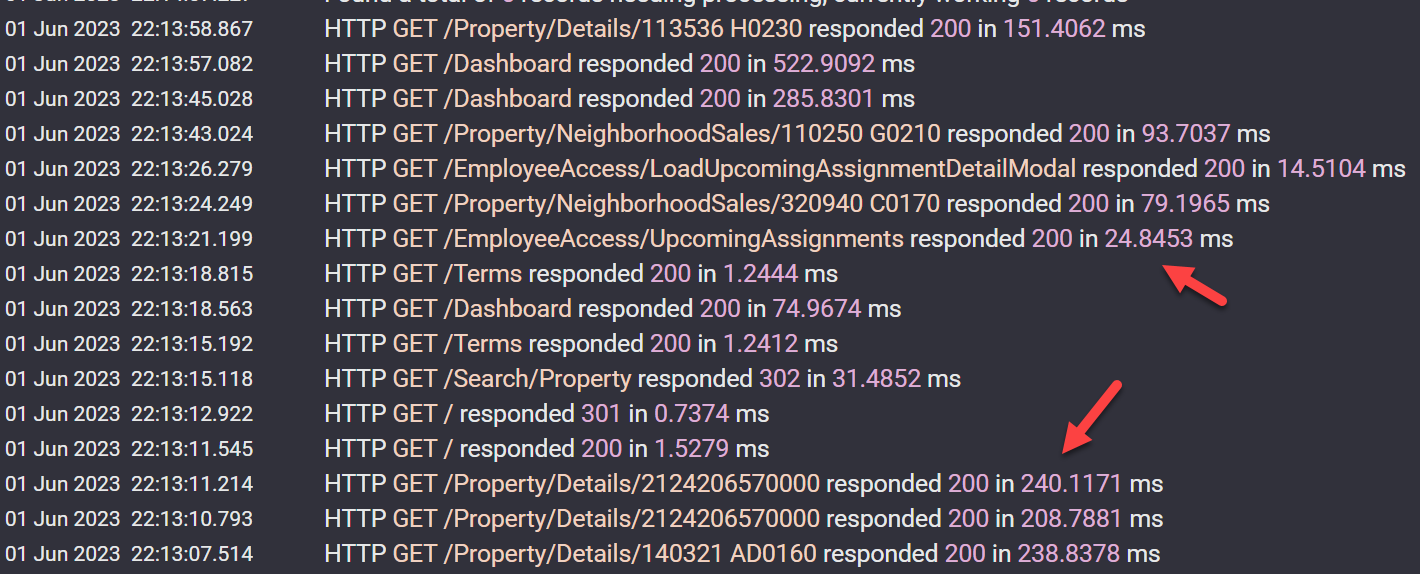 01 Jun 2023 22:13:58.867 HTTP GET /Property/Details/113536 H0230 responded 200 in 151.4062 ms
01 Jun 2023 22:13:57.082 HTTP GET /Dashboard responded 200 in 522.9092 ms
01 Jun 2023 22:13:45.028 HTTP GET /Dashboard responded 200 in 285.8301 ms
01 Jun 2023 22:13:43.024 HTTP GET /Property/NeighborhoodSales/110250 G0210 responded 200 in 93.7037 ms
01 Jun 2023 22:13:26.279 HTTP GET /EmployeeAccess/LoadUpcomingAssignmentDetailModal responded 200 in 14.5104 ms
01 Jun 2023 22:13:24.249 HTTP GET /Property/NeighborhoodSales/320940 C0170 responded 200 in 79.1965 ms
01 Jun 2023 22:13:21.199 HTTP GET /EmployeeAccess/UpcomingAssignments responded 200 in 24.8453 ms
01 Jun 2023 22:13:18.815 HTTP GET /Terms responded 200 in 1.2444 ms
01 Jun 2023 22:13:18.563 HTTP GET /Dashboard responded 200 in 74.9674 ms
01 Jun 2023 22:13:15.192 HTTP GET /Terms responded 200 in 1.2412 ms
01 Jun 2023 22:13:15.118 HTTP GET /Search/Property responded 302 in 31.4852 ms
01 Jun 2023 22:13:12.922 HTTP GET / responded 301 in 0.7374 ms
01 Jun 2023 22:13:11.545 HTTP GET / responded 200 in 1.5279 ms
01 Jun 2023 22:13:11.214 HTTP GET /Property/Details/2124206570000 responded 200 in 240.1171 ms
01 Jun 2023 22:13:10.793 HTTP GET /Property/Details/2124206570000 responded 200 in 208.7881 ms
01 Jun 2023 22:13:07.514 HTTP GET /Property/Details/140321 AD0160 responded 200 in 238.8378 ms